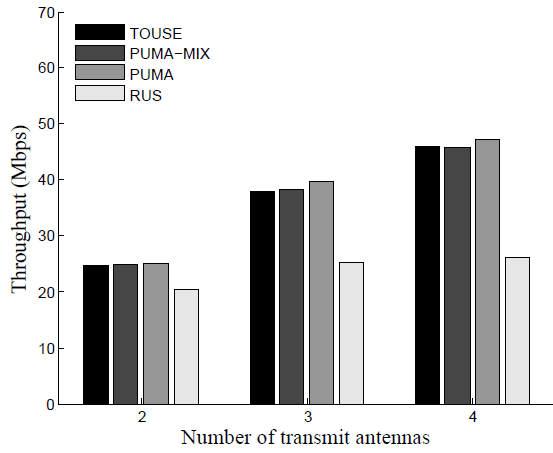 70
60
50
40
30
20
10
0
Throughput (Mbps)
TOUSE
PUMA-MIX
PUMA
RUS
2 3 4
Number of transmit antennas